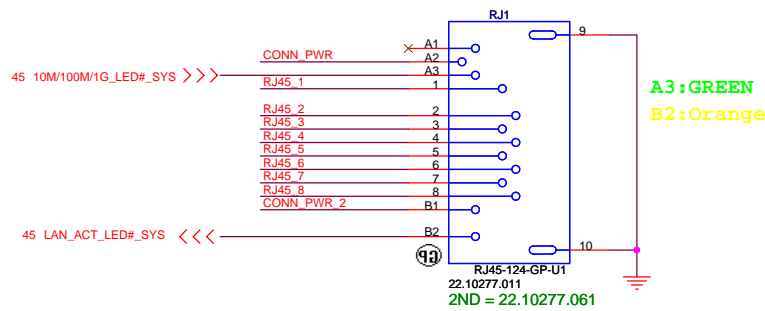 RJ1
A1
9
CONN_PWR
A2
45 10M/100M/1G_LED#_SYS
A3
RJ45_1
1
A3:GREEN
B2:Orange
RJ45_2
2
RJ45_3
3
RJ45_4
4
RJ45_5
5
RJ45_6
6
RJ45_7
7
RJ45_8
8
CONN_PWR_2
B1
45 LAN_ACT_LED#_SYS
B2
10
GP
RJ45-124-GP-U1
22.10277.011
2ND = 22.10277.061